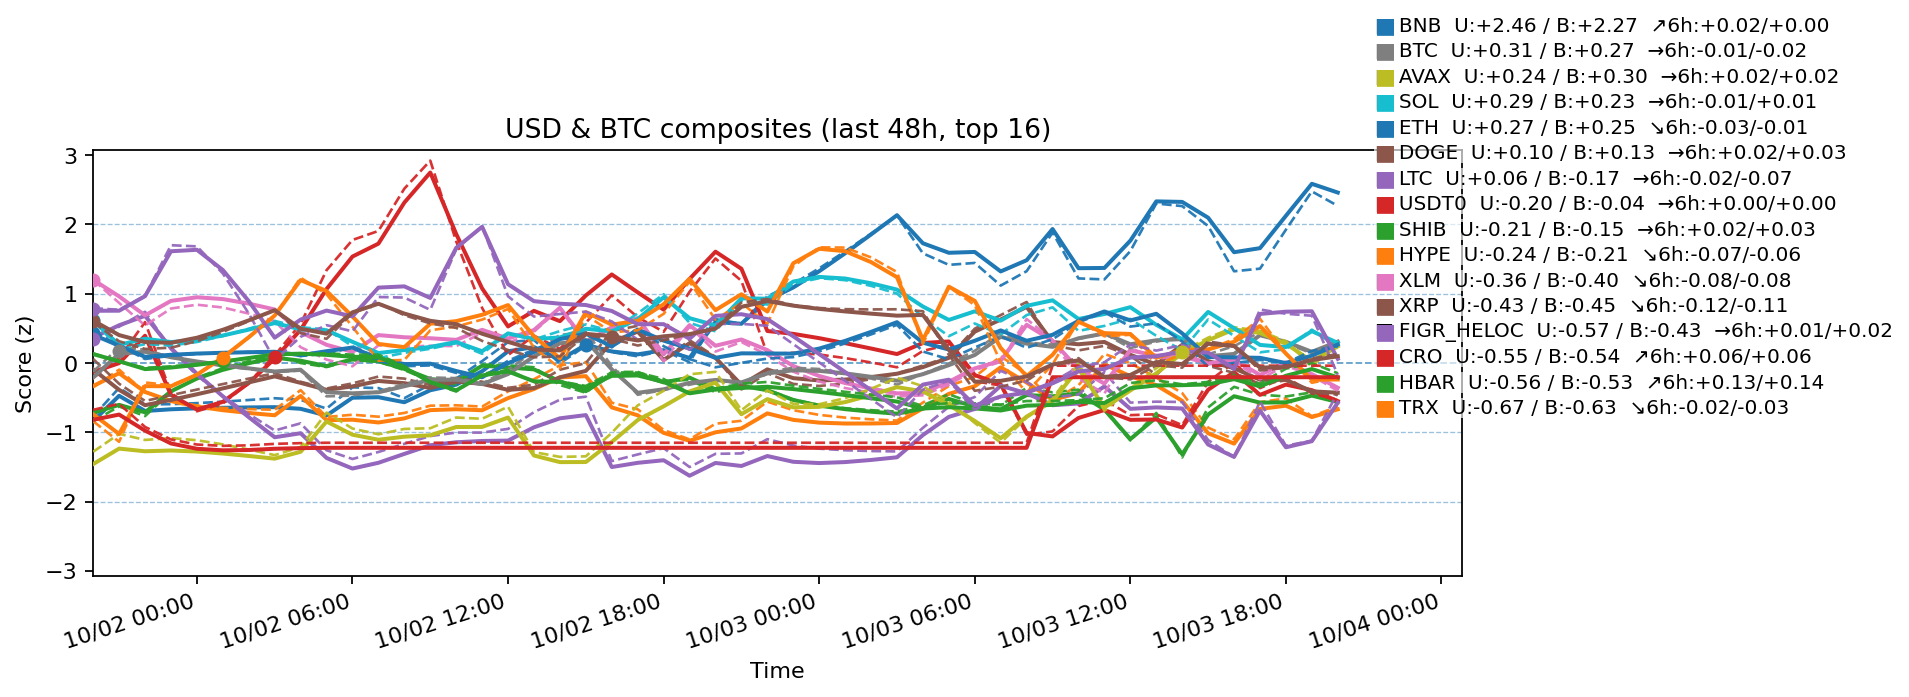 BNB U:+2.46 / B:+2.27 ↗6h:+0.02/+0.00
BTC U:+0.31 / B:+0.27 →6h:-0.01/-0.02
AVAX U:+0.24 / B:+0.30 →6h:+0.02/+0.02
SOL U:+0.29 / B:+0.23 →6h:-0.01/+0.01
ETH U:+0.27 / B:+0.25 ↘6h:-0.03/-0.01
DOGE U:+0.10 / B:+0.13 →6h:+0.02/+0.03
LTC U:+0.06 / B:-0.17 →6h:-0.02/-0.07
USDT0 U:-0.20 / B:-0.04 →6h:+0.00/+0.00
SHIB U:-0.21 / B:-0.15 →6h:+0.02/+0.03
HYPE U:-0.24 / B:-0.21 ↘6h:-0.07/-0.06
XLM U:-0.36 / B:-0.40 ↘6h:-0.08/-0.08
XRP U:-0.43 / B:-0.45 ↘6h:-0.12/-0.11
FIGR_HELOC U:-0.57 / B:-0.43 →6h:+0.01/+0.02
CRO U:-0.55 / B:-0.54 ↗6h:+0.06/+0.06
HBAR U:-0.56 / B:-0.53 ↗6h:+0.13/+0.14
TRX U:-0.67 / B:-0.63 ↘6h:-0.02/-0.03
USD & BTC composites (last 48h, top 16)
Score (z)
3
2
1
0
−1
−2
−3
10/02 00:00
10/02 06:00
10/02 12:00
10/02 18:00
10/03 00:00
10/03 06:00
10/03 12:00
10/03 18:00
10/04 00:00
Time